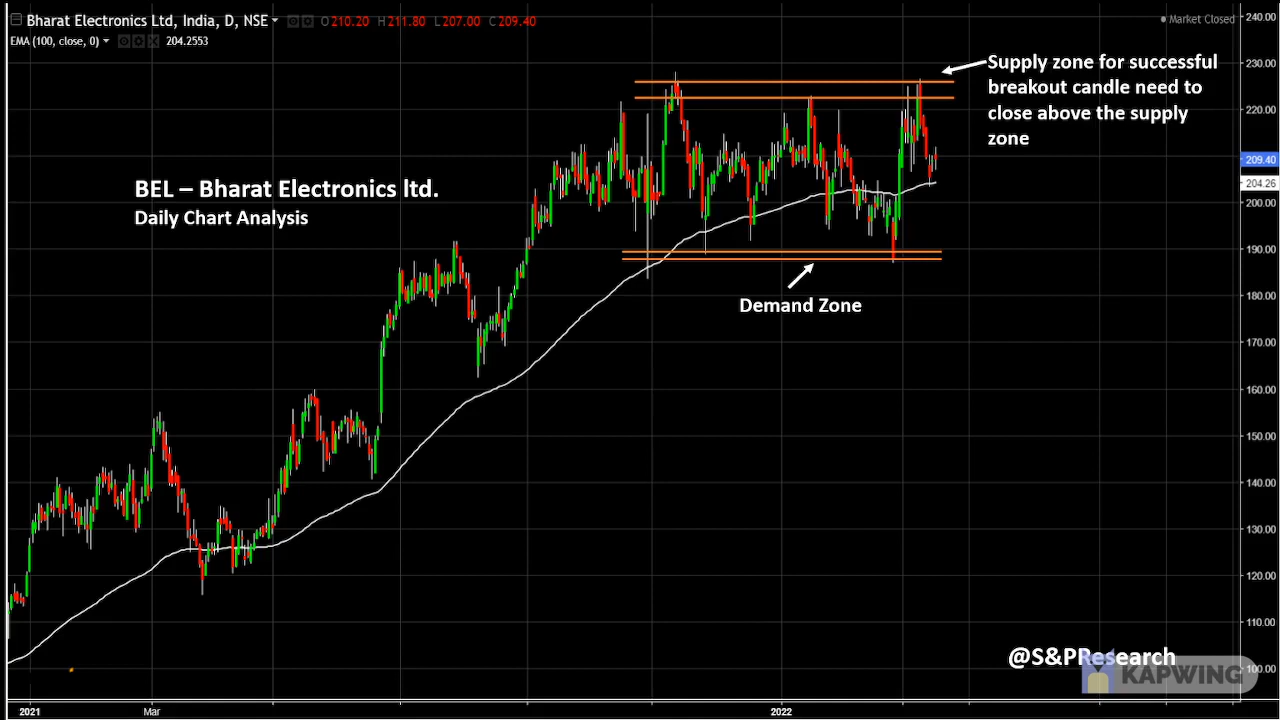 Bharat Electronics Ltd, India, D, NSE O210.20 H211.80 L207.00 C209.40
Market Closed
EMA (100, close, 0) 204.2553
240.00
230.00
220.00
209.40
204.26
200.00
190.00
180.00
170.00
160.00
150.00
140.00
130.00
120.00
110.00
100.00
Supply zone for successful
breakout candle need to
close above the supply
zone
BEL – Bharat Electronics ltd.
Daily Chart Analysis
Demand Zone
@S&PResearch
KAPWING
2021 Mar 2022